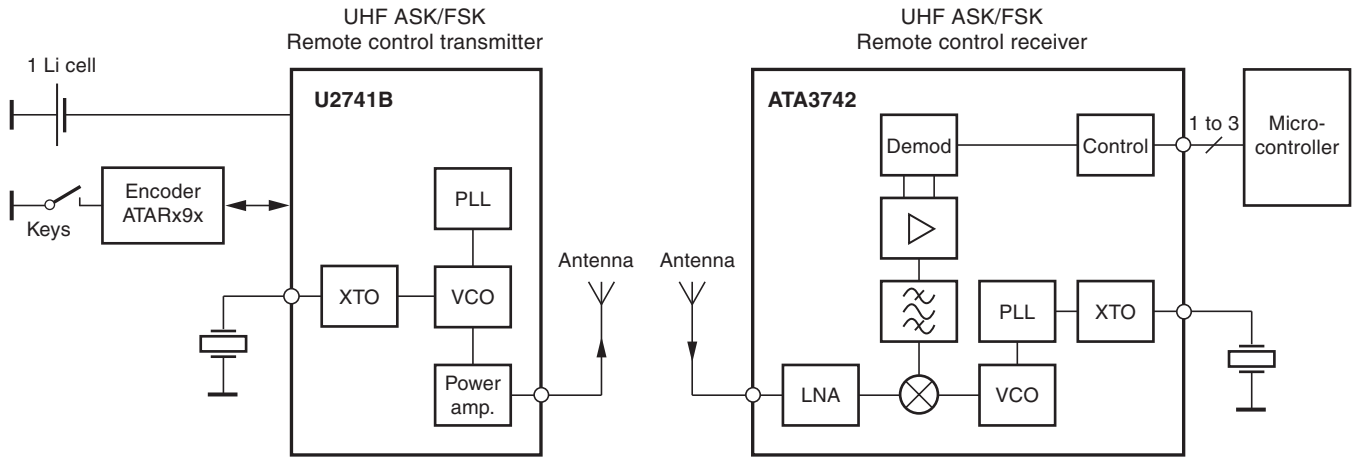 UHF ASK/FSK
Remote control transmitter
1 Li cell
U2741B
Encoder
ATARx9x
Keys
PLL
XTO
VCO
Power
amp.
Antenna
UHF ASK/FSK
Remote control receiver
Antenna
ATA3742
Demod
Control
1 to 3
Micro-
controller
PLL
XTO
LNA
VCO